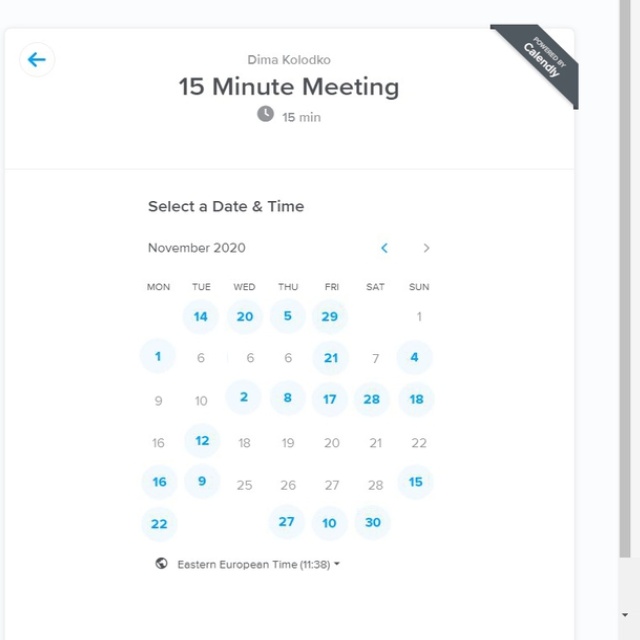 POWERED BY
Calendly
Dima Kolodko
15 Minute Meeting
15 min
Select a Date & Time
November 2020
MON TUE WED THU FRI SAT SUN
14 20 5 29 1
1 6 6 6 21 7 4
9 10 2 8 17 28 18
16 12 18 19 20 21 22
16 9 25 26 27 28 15
22 27 10 30
Eastern European Time (11:38)